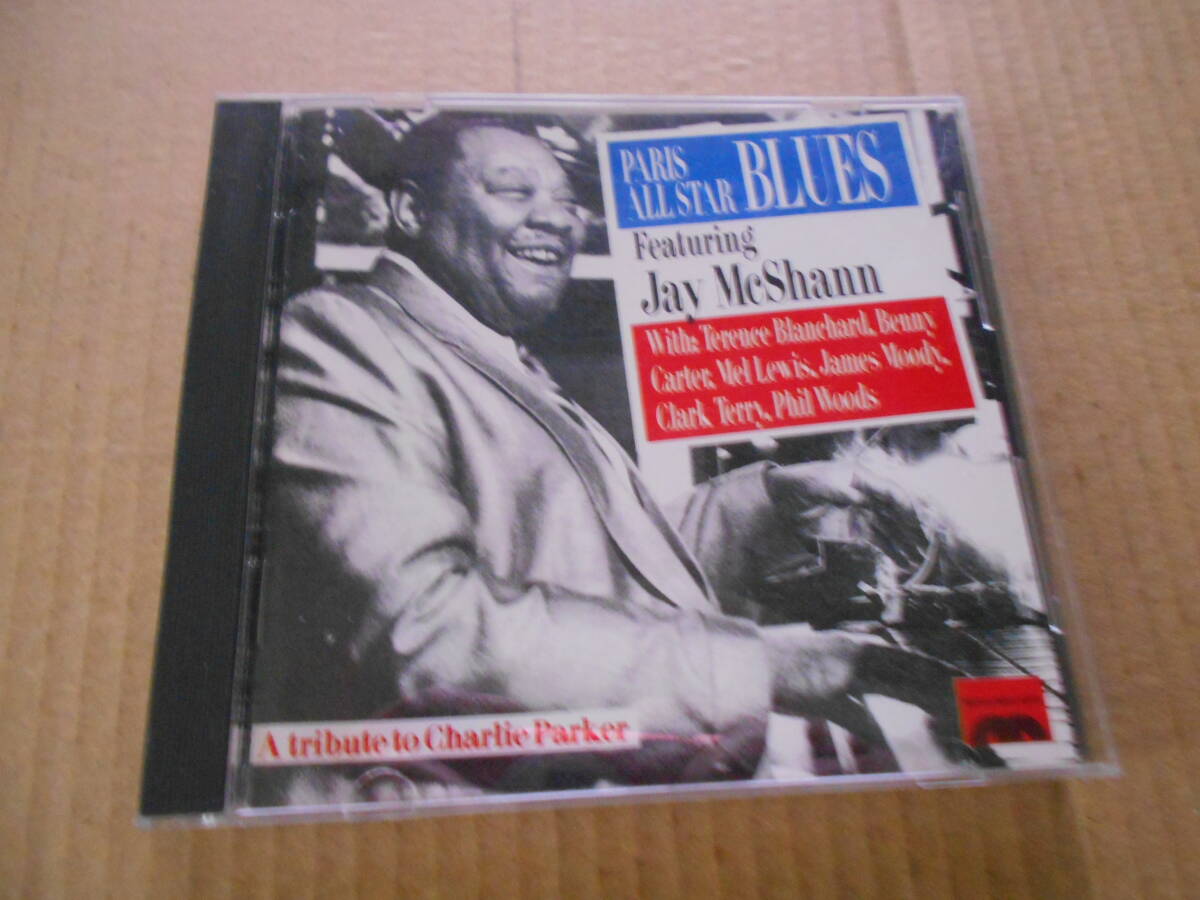 PARIS
ALL STAR BLUES
Featuring
Jay McShann
With: Terence Blanchard, Benny
Carter, Mel Lewis, James Moody,
Clark Terry, Phil Woods
A tribute to Charlie Parker